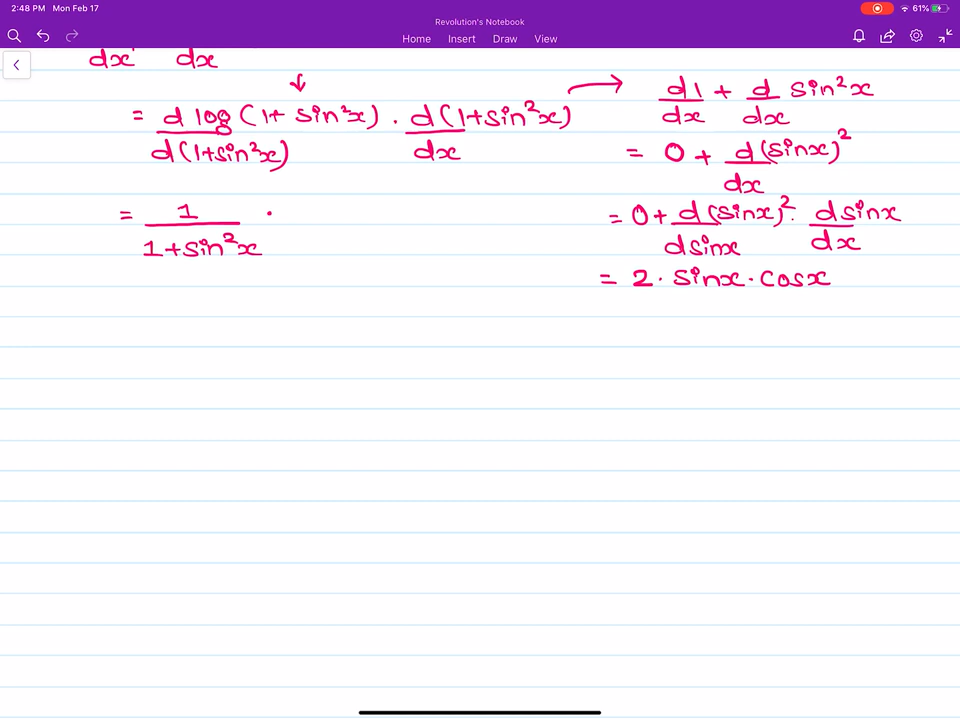 2:48 PM Mon Feb 17
61%
Revolution's Notebook
Home Insert Draw View
dx dx
= d log (1+ sin²x) . d(1+sin²x)
d(1+sin²x) dx
= 1 .
1+sin²x
d1 + d sin²x
dx dx
= 0 + d(sinx)²
dx
= 0 + d(sinx)² . dsinx
dsinx dx
= 2 . sinx . cosx